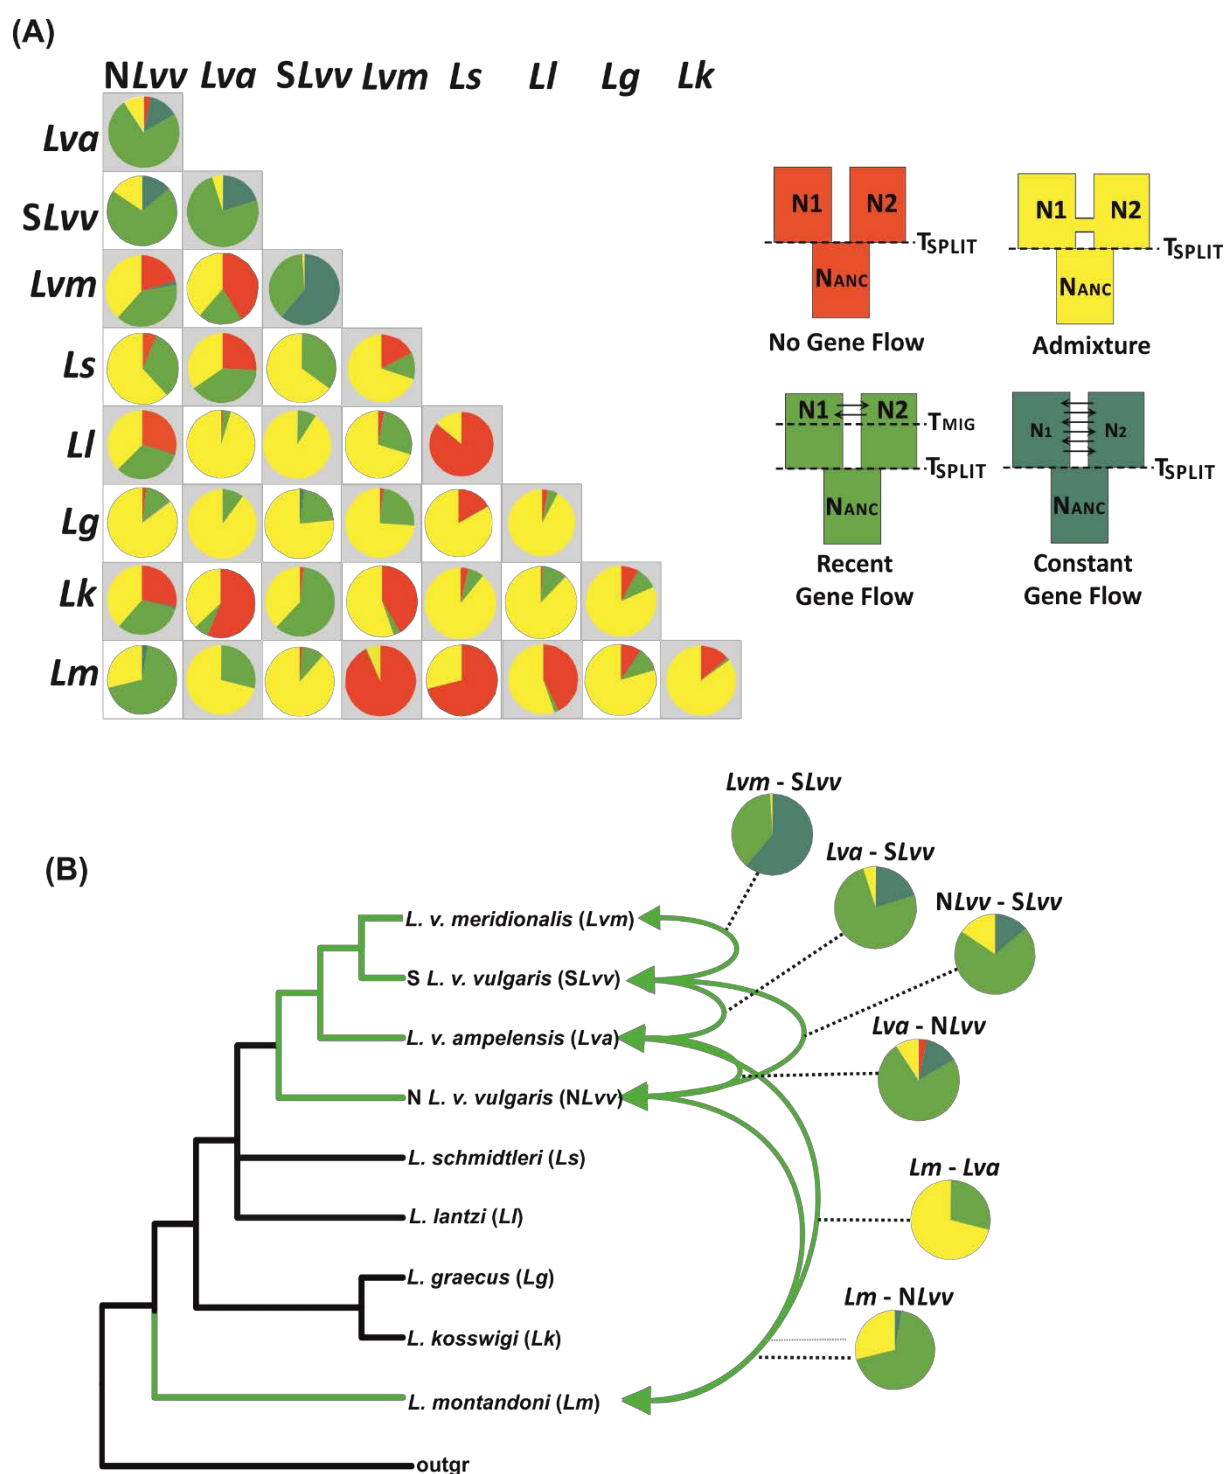 (A)
NLvv Lva SLvv Lvm Ls Ll Lg Lk
Lva
SLvv
Lvm
Ls
Ll
Lg
Lk
Lm
N1 N2
TSPLIT
NANC
No Gene Flow
N1 N2
TSPLIT
NANC
Admixture
N1 N2
TMIG
TSPLIT
NANC
Recent
Gene Flow
N1 N2
TSPLIT
NANC
Constant
Gene Flow
(B)
Lvm - SLvv
Lva - SLvv
NLvv - SLvv
Lva - NLvv
Lm - Lva
Lm - NLvv
L. v. meridionalis (Lvm)
S L. v. vulgaris (SLvv)
L. v. ampelensis (Lva)
N L. v. vulgaris (NLvv)
L. schmidtleri (Ls)
L. lantzi (Ll)
L. graecus (Lg)
L. kosswigi (Lk)
L. montandoni (Lm)
outgr